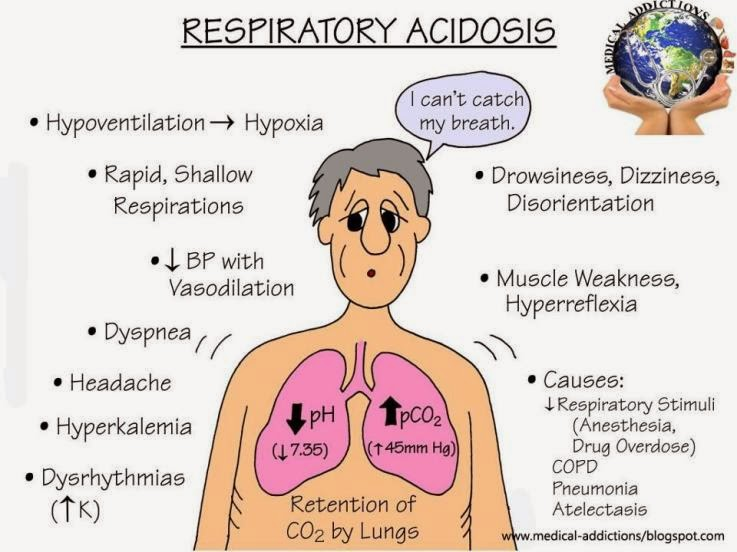 RESPIRATORY ACIDOSIS
MEDICAL ADDICTIONS
I can't catch
my breath.
• Hypoventilation → Hypoxia
• Rapid, Shallow
Respirations
• ↓ BP with
Vasodilation
• Dyspnea
• Headache
• Hyperkalemia
• Dysrhythmias
(↑K)
• Drowsiness, Dizziness,
Disorientation
• Muscle Weakness,
Hyperreflexia
• Causes:
↓Respiratory Stimuli
(Anesthesia,
Drug Overdose)
COPD
Pneumonia
Atelectasis
↓pH
(↓7.35)
↑pCO₂
(↑45mm Hg)
Retention of
CO₂ by Lungs
www.medical-addictions/blogspot.com